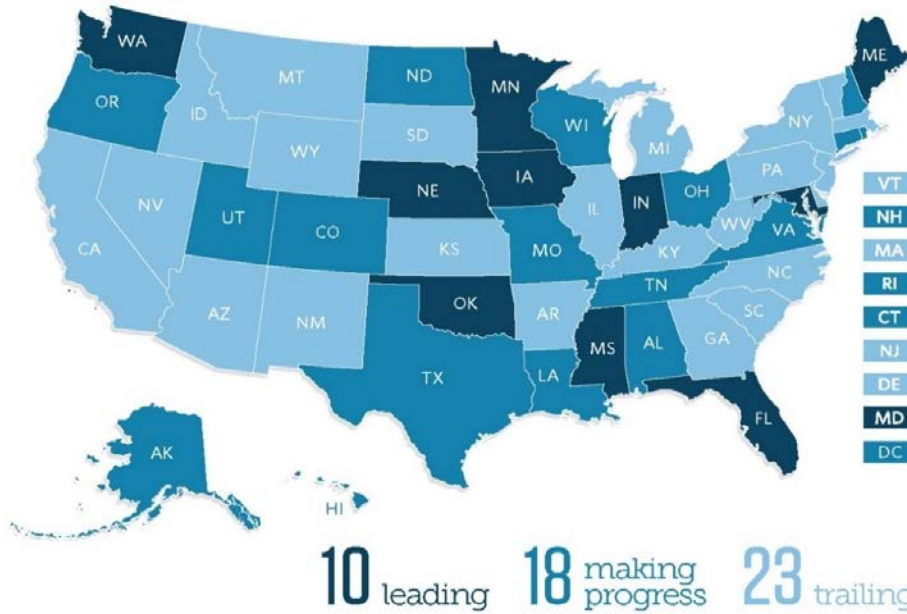 WA
ME
MT
ND
MN
OR
ID
SD
WI
NY
WY
MI
PA
NE
IA
NV
UT
CO
IL
IN
OH
WV
VA
CA
KS
MO
KY
NC
TN
AZ
NM
OK
AR
SC
MS
AL
GA
TX
LA
FL
AK
HI
VT
NH
MA
RI
CT
NJ
DE
MD
DC
10 leading
18 making progress
23 trailing